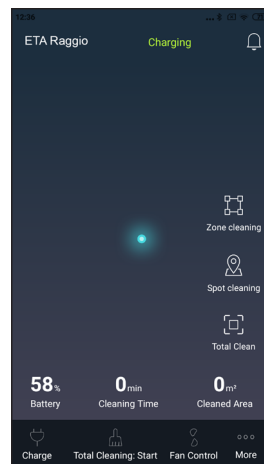 12:36
ETA Raggio
Charging
Zone cleaning
Spot cleaning
Total Clean
58% 0min 0m²
Battery Cleaning Time Cleaned Area
Charge Total Cleaning: Start Fan Control More